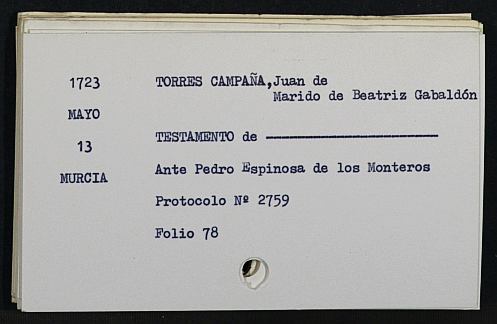 1723
MAYO
13
MURCIA
TORRES CAMPAÑA, Juan de
Marido de Beatriz Gabaldón
TESTAMENTO de ---------------------------
Ante Pedro Espinosa de los Monteros
Protocolo Nº 2759
Folio 78